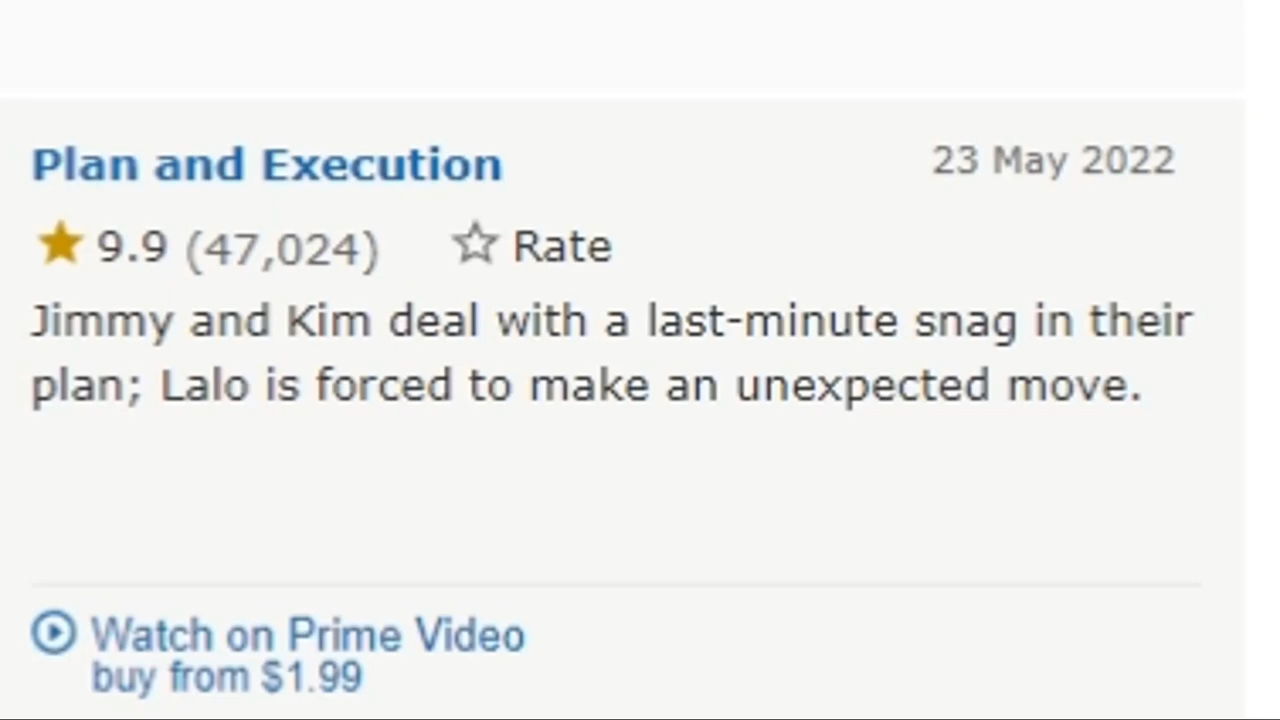 Plan and Execution 23 May 2022
9.9 (47,024) Rate
Jimmy and Kim deal with a last-minute snag in their
plan; Lalo is forced to make an unexpected move.
Watch on Prime Video
buy from $1.99